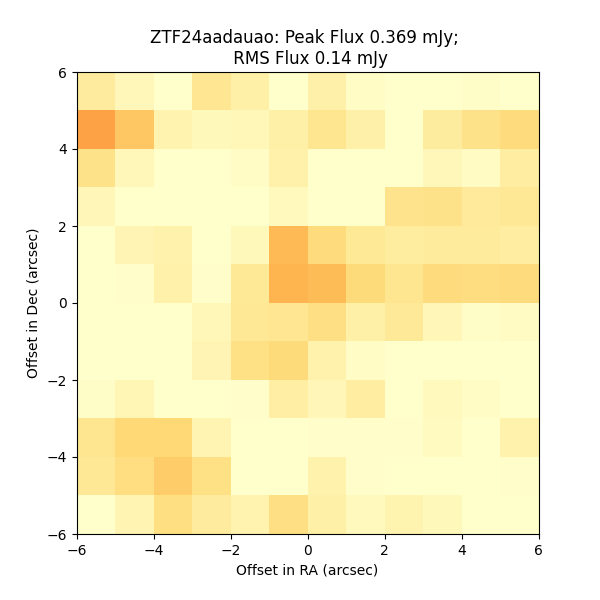 ZTF24aadauao: Peak Flux 0.369 mJy;
RMS Flux 0.14 mJy
6
4
2
0
−2
−4
−6
Offset in Dec (arcsec)
−6 −4 −2 0 2 4 6
Offset in RA (arcsec)